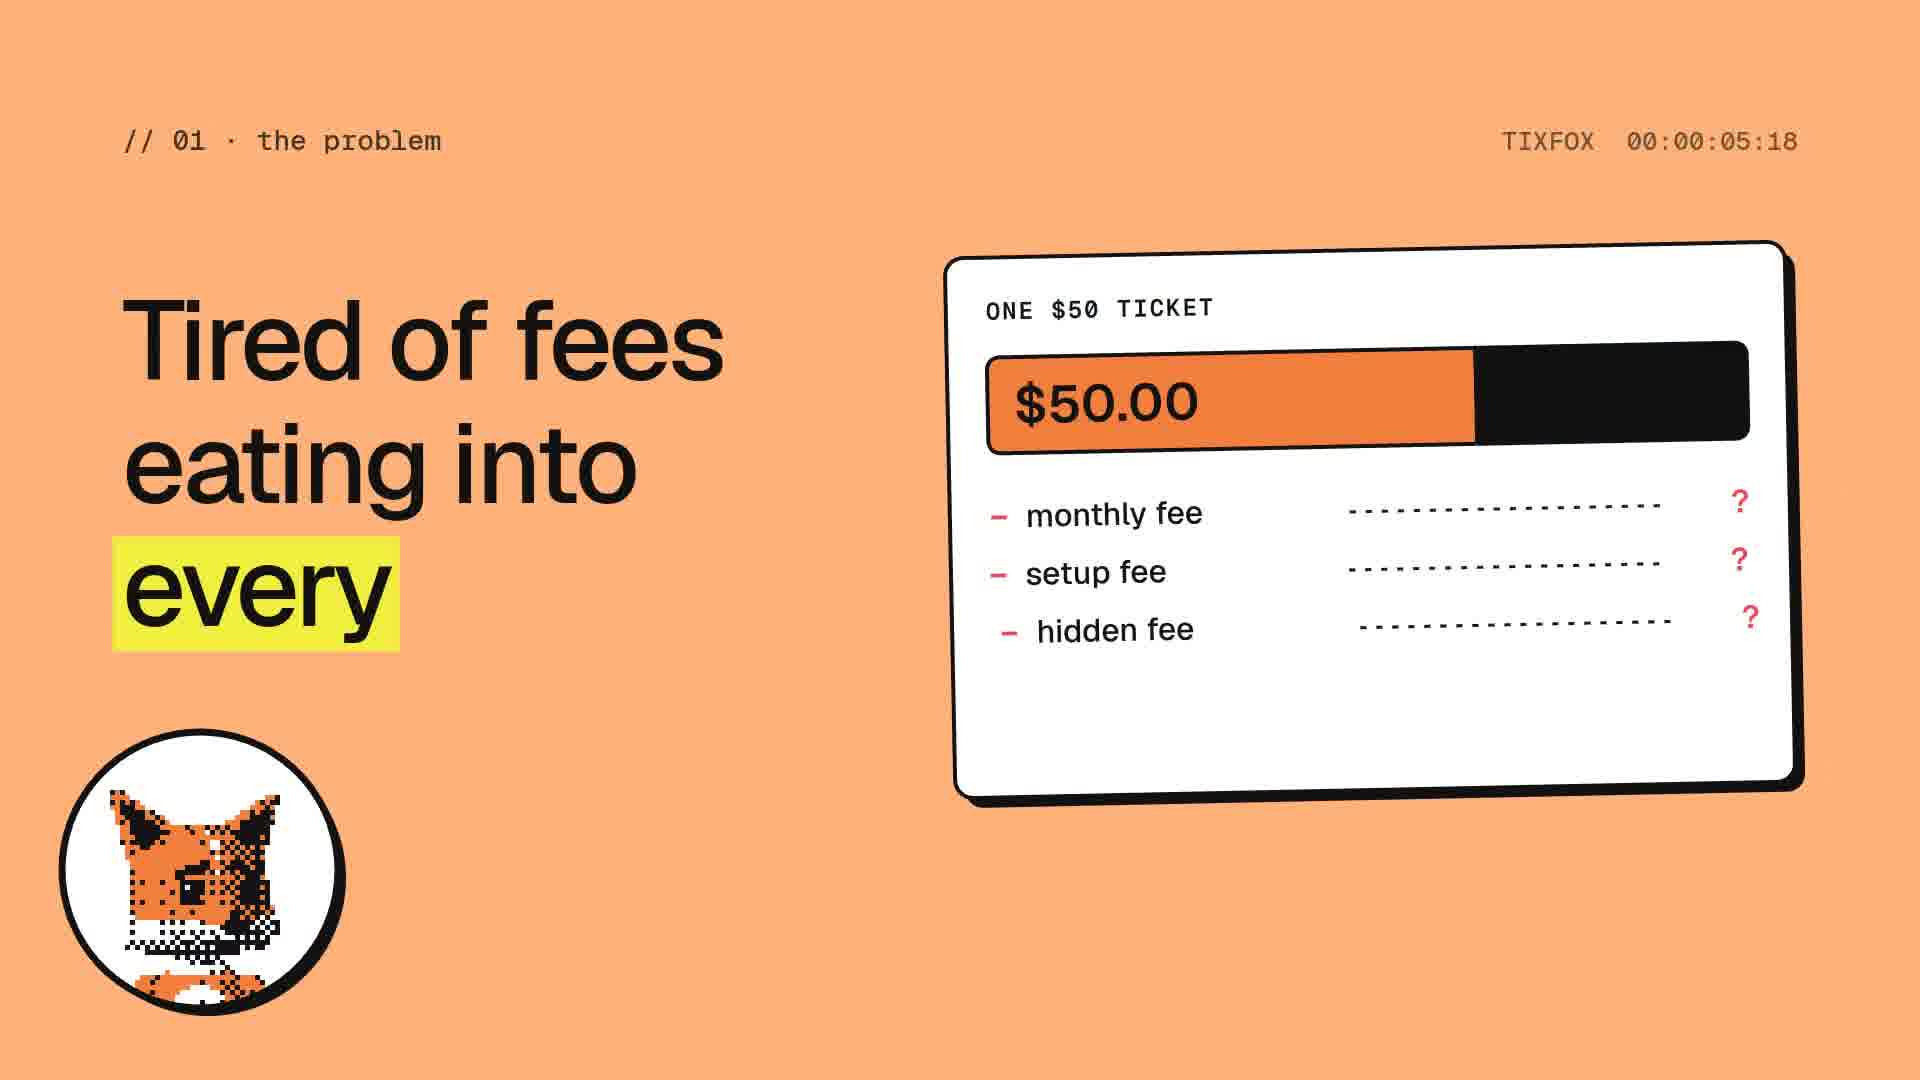 // 01 · the problem
TIXFOX 00:00:05:18
Tired of fees
eating into
every
ONE $50 TICKET
$50.00
– monthly fee ------------------- ?
– setup fee ------------------- ?
– hidden fee ------------------- ?